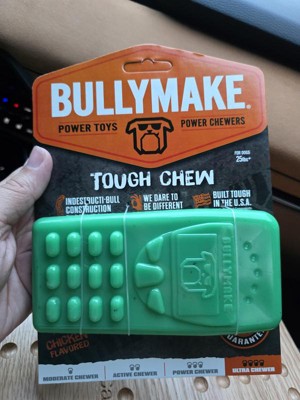 BULLYMAKE®
POWER TOYS
POWER CHEWERS
FOR DOGS
25lbs+
TOUGH CHEW
INDESTRUCTI-BULL
CONSTRUCTION
WE DARE TO
BE DIFFERENT
BUILT TOUGH
IN THE U.S.A.
BULLYMAKE
CHICKEN
FLAVORED
MODERATE CHEWER
ACTIVE CHEWER
POWER CHEWER
ULTRA CHEWER